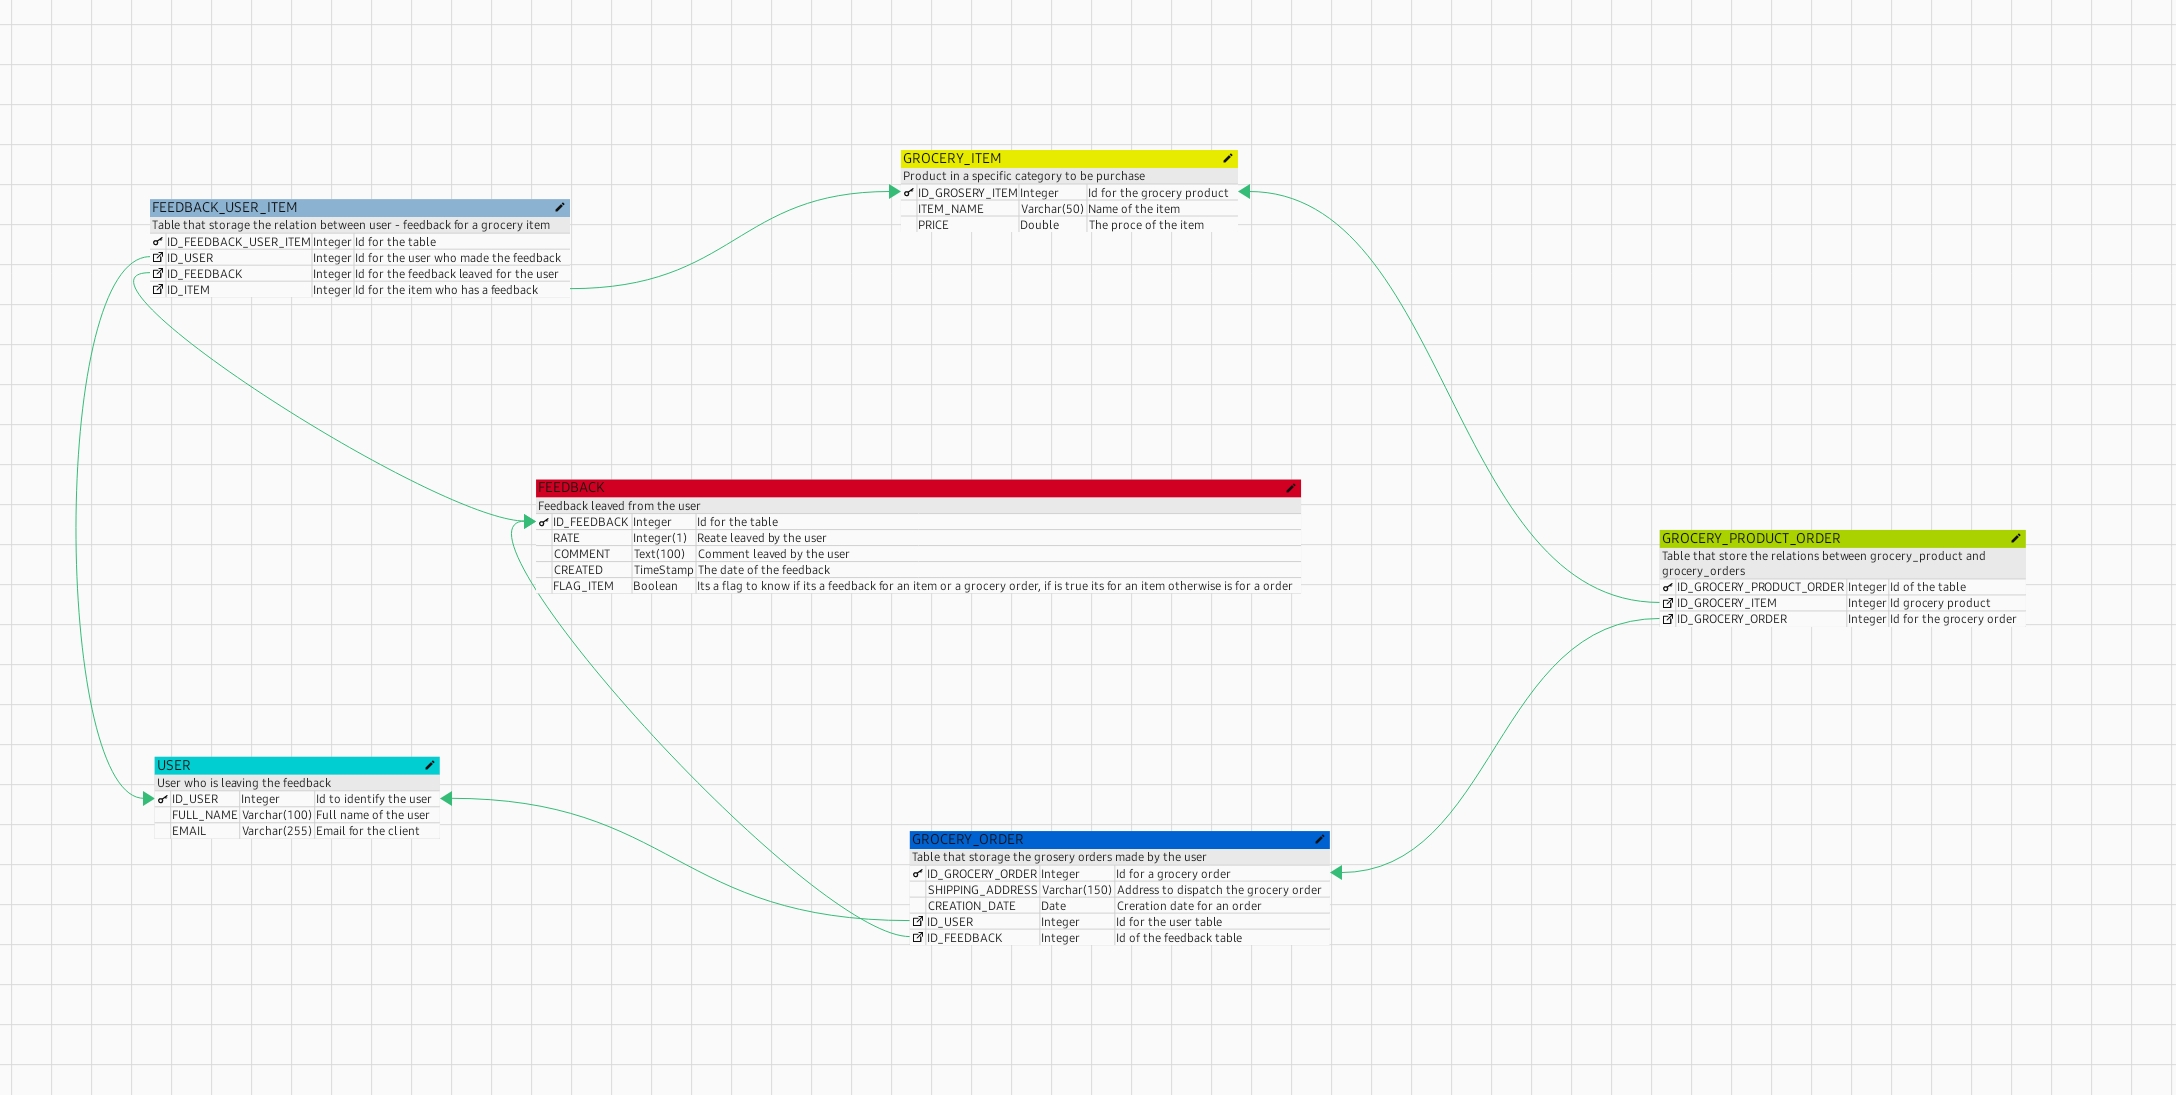 GROCERY_ITEM
Product in a specific category to be purchase
ID_GROSERY_ITEM Integer Id for the grocery product
ITEM_NAME Varchar(50) Name of the item
PRICE Double The proce of the item
FEEDBACK_USER_ITEM
Table that storage the relation between user - feedback for a grocery item
ID_FEEDBACK_USER_ITEM Integer Id for the table
ID_USER Integer Id for the user who made the feedback
ID_FEEDBACK Integer Id for the feedback leaved for the user
ID_ITEM Integer Id for the item who has a feedback
FEEDBACK
Feedback leaved from the user
ID_FEEDBACK Integer Id for the table
RATE Integer(1) Reate leaved by the user
COMMENT Text(100) Comment leaved by the user
CREATED TimeStamp The date of the feedback
FLAG_ITEM Boolean Its a flag to know if its a feedback for an item or a grocery order, if is true its for an item otherwise is for a order
GROCERY_PRODUCT_ORDER
Table that store the relations between grocery_product and
grocery_orders
ID_GROCERY_PRODUCT_ORDER Integer Id of the table
ID_GROCERY_ITEM Integer Id grocery product
ID_GROCERY_ORDER Integer Id for the grocery order
USER
User who is leaving the feedback
ID_USER Integer Id to identify the user
FULL_NAME Varchar(100) Full name of the user
EMAIL Varchar(255) Email for the client
GROCERY_ORDER
Table that storage the grosery orders made by the user
ID_GROCERY_ORDER Integer Id for a grocery order
SHIPPING_ADDRESS Varchar(150) Address to dispatch the grocery order
CREATION_DATE Date Creration date for an order
ID_USER Integer Id for the user table
ID_FEEDBACK Integer Id of the feedback table